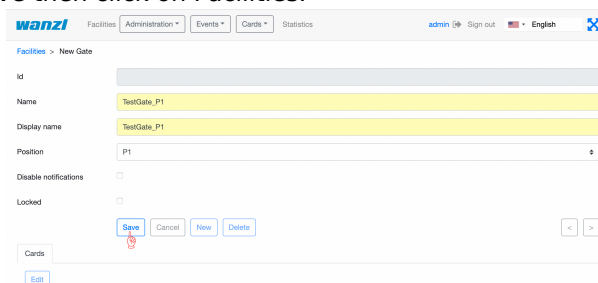 then click on Facilities.
wanzl Facilities Administration Events Cards Statistics admin Sign out English
Facilities > New Gate
Id
Name TestGate_P1
Display name TestGate_P1
Position P1
Disable notifications
Locked
Save Cancel New Delete < >
Cards
Edit